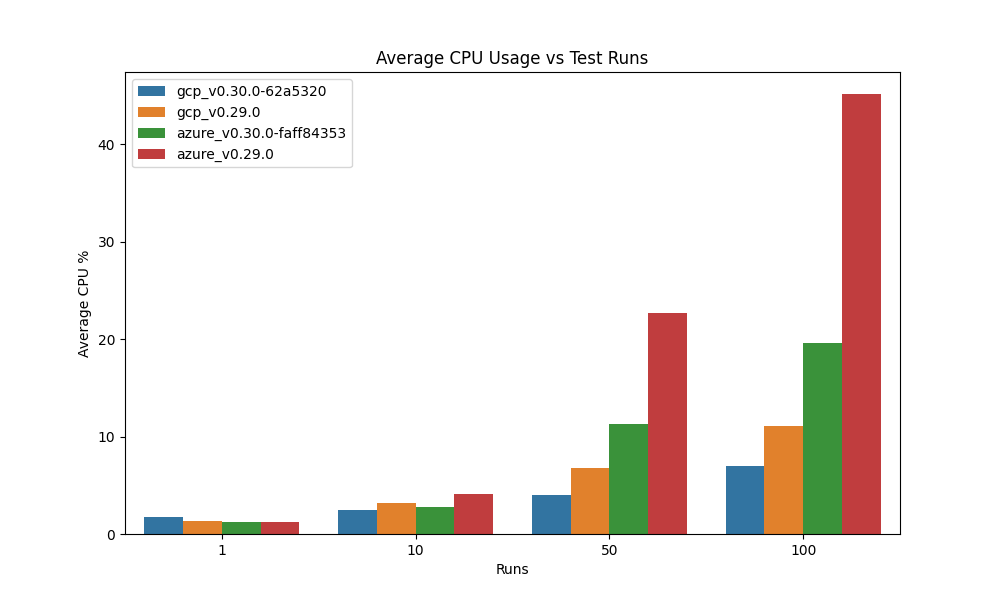 Average CPU Usage vs Test Runs
gcp_v0.30.0-62a5320
gcp_v0.29.0
azure_v0.30.0-faff84353
azure_v0.29.0
Average CPU %
40
30
20
10
0
1 10 50 100
Runs